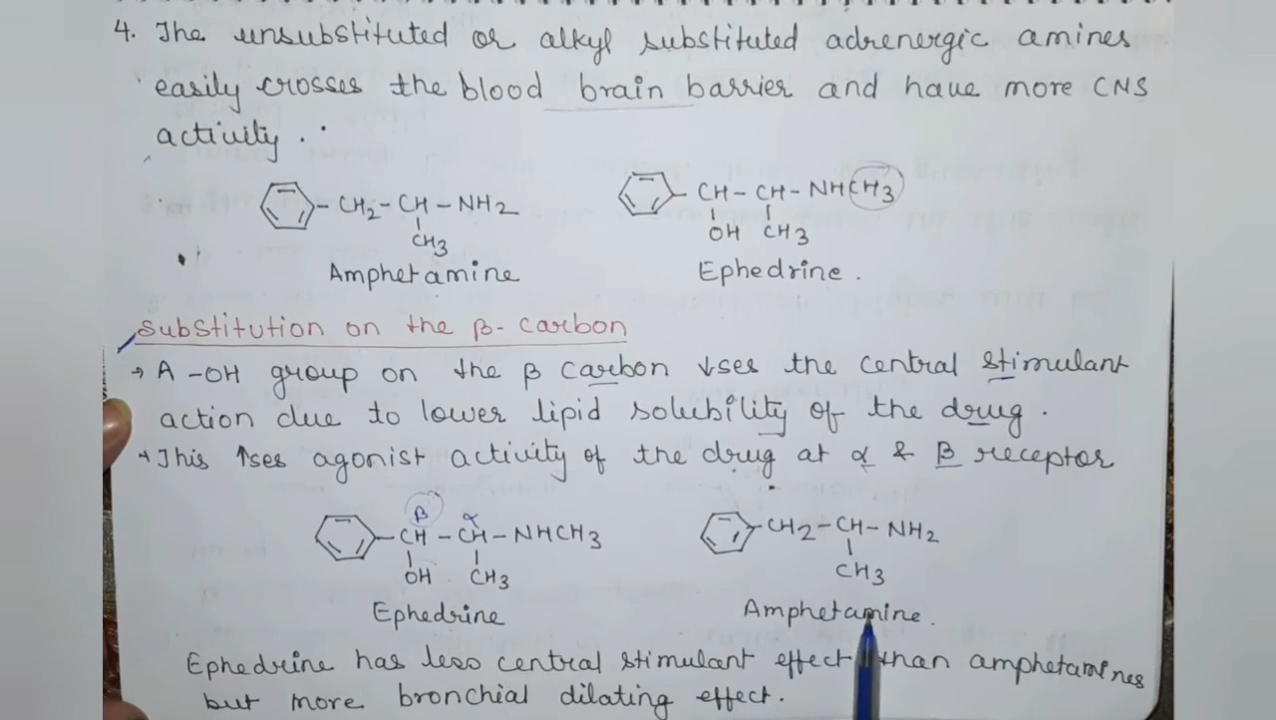 4. The unsubstituted or alkyl substituted adrenergic amines
easily crosses the blood brain barrier and have more CNS
activity.
CH2-CH-NH2
CH3
Amphetamine
CH-CH-NHCH3
OH CH3
Ephedrine.
Substitution on the β-carbon
→ A -OH group on the β carbon ↓ses the central stimulant
action due to lower lipid solubility of the drug.
→ This ↑ses agonist activity of the drug at α & β receptor
β α
CH-CH-NHCH3
OH CH3
Ephedrine
CH2-CH-NH2
CH3
Amphetamine.
Ephedrine has less central stimulant effect than amphetamines
but more bronchial dilating effect.